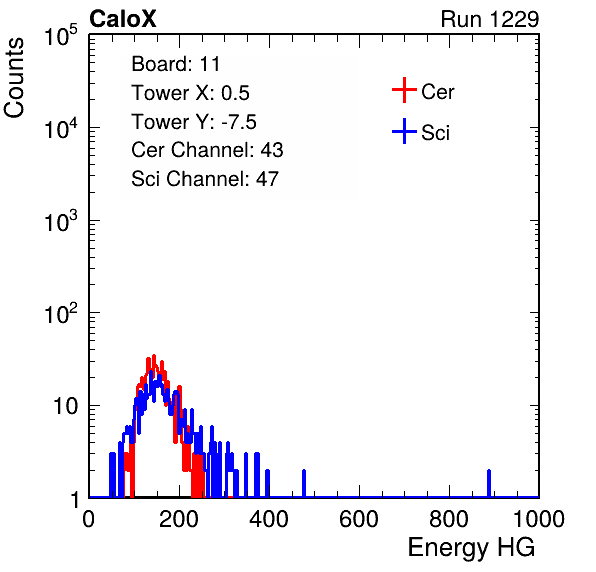 CaloX Run 1229
Counts
10^5
10^4
10^3
10^2
10
1
Board: 11
Tower X: 0.5
Tower Y: -7.5
Cer Channel: 43
Sci Channel: 47
Cer
Sci
0 200 400 600 800 1000
Energy HG